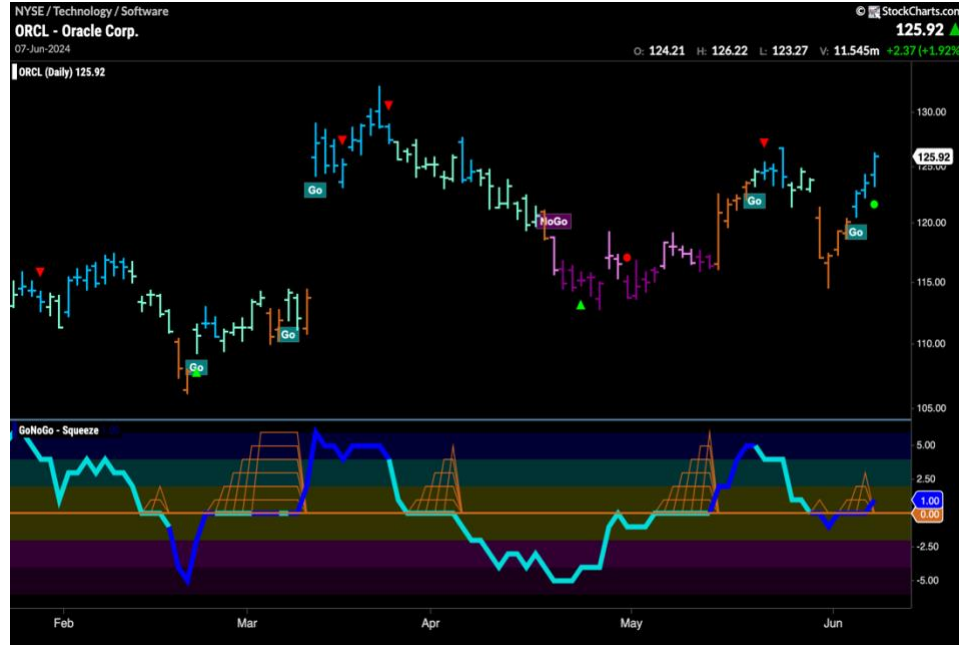 NYSE / Technology / Software
© StockCharts.com
ORCL - Oracle Corp.
125.92
07-Jun-2024
O: 124.21 H: 126.22 L: 123.27 V: 11.545m +2.37 (+1.92%
ORCL (Daily) 125.92
130.00
125.92
125.00
120.00
115.00
110.00
105.00
Go
Go
Go
NoGo
Go
Go
GoNoGo - Squeeze
5.00
2.50
1.00
0.00
-2.50
-5.00
Feb
Mar
Apr
May
Jun